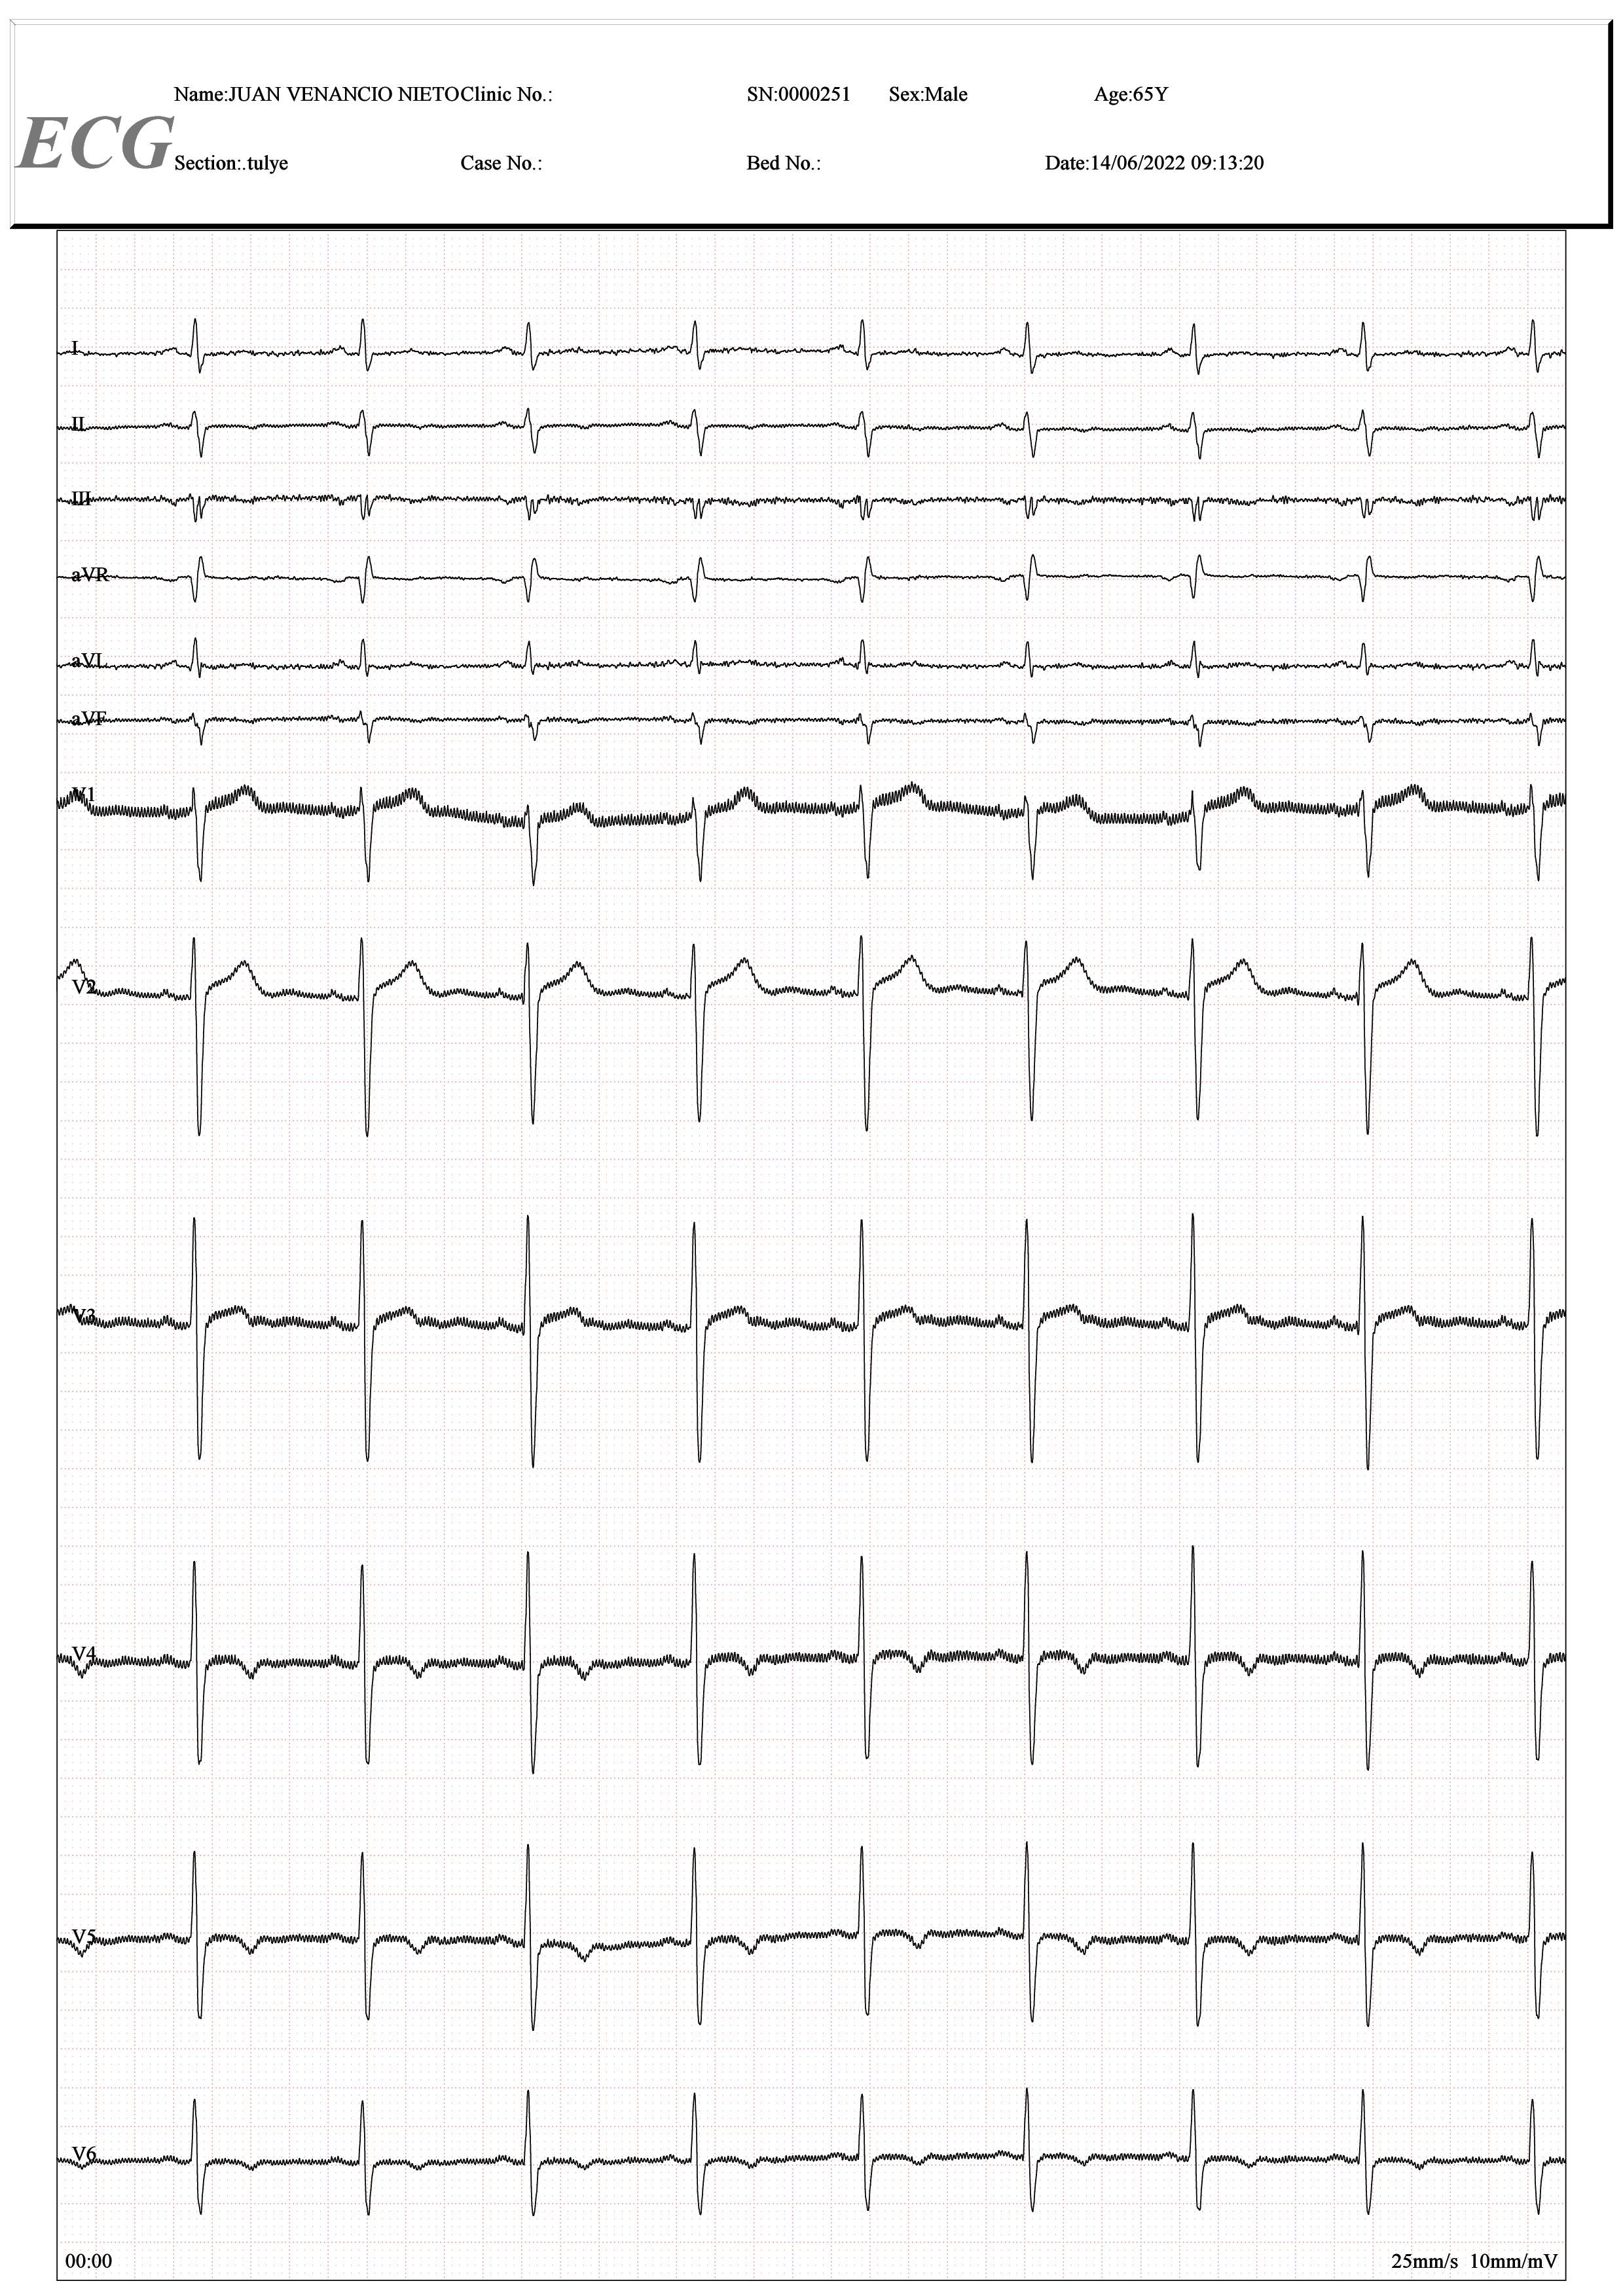 Name:JUAN VENANCIO NIETOClinic No.: SN:0000251 Sex:Male Age:65Y
ECG
Section:.tulye Case No.: Bed No.: Date:14/06/2022 09:13:20
I
II
III
aVR
aVL
aVF
V1
V2
V3
V4
V5
V6
00:00 25mm/s 10mm/mV